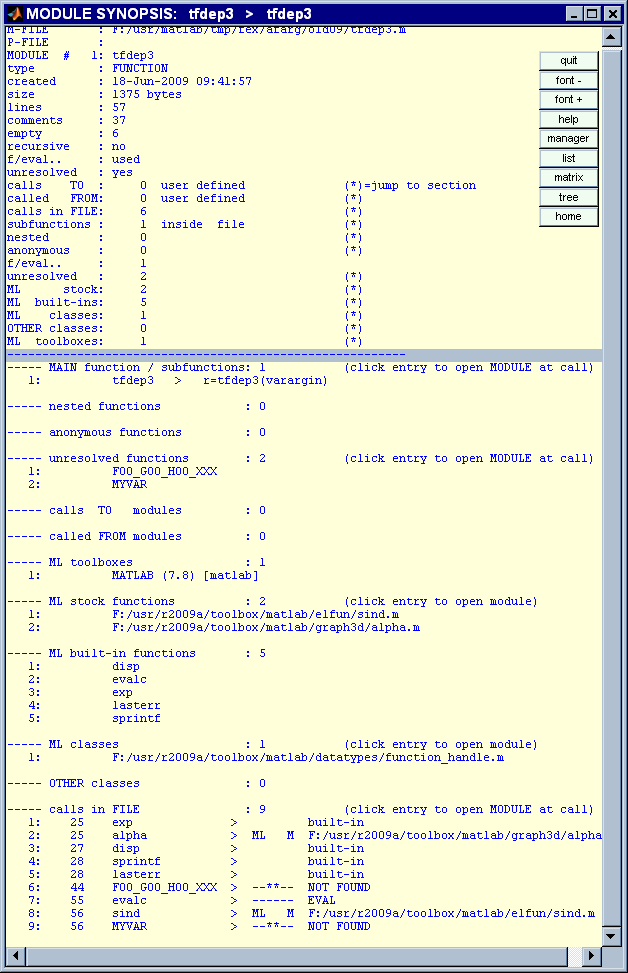 MODULE SYNOPSIS: tfdep3 > tfdep3
M-FILE : F:/usr/matlab/tmp/fex/afarg/old09/tfdep3.m
P-FILE :
MODULE # 1: tfdep3
type : FUNCTION
created : 18-Jun-2009 09:41:57
size : 1375 bytes
lines : 57
comments : 37
empty : 6
recursive : no
f/eval.. : used
unresolved : yes
calls TO : 0 user defined (*)=jump to section
called FROM: 0 user defined (*)
calls in FILE: 6 (*)
subfunctions : 1 inside file (*)
nested : 0 (*)
anonymous : 0 (*)
f/eval.. : 1
unresolved : 2 (*)
ML stock: 2 (*)
ML built-ins: 5 (*)
ML classes: 1 (*)
OTHER classes: 0 (*)
ML toolboxes: 1 (*)
quit
font -
font +
help
manager
list
matrix
tree
home
---------------------------------------------------------
----- MAIN function / subfunctions: 1 (click entry to open MODULE at call)
1: tfdep3 > r=tfdep3(varargin)
----- nested functions : 0
----- anonymous functions : 0
----- unresolved functions : 2 (click entry to open MODULE at call)
1: FOO_GOO_HOO_XXX
2: MYVAR
----- calls TO modules : 0
----- called FROM modules : 0
----- ML toolboxes : 1
1: MATLAB (7.8) [matlab]
----- ML stock functions : 2 (click entry to open module)
1: F:/usr/r2009a/toolbox/matlab/elfun/sind.m
2: F:/usr/r2009a/toolbox/matlab/graph3d/alpha.m
----- ML built-in functions : 5
1: disp
2: evalc
3: exp
4: lasterr
5: sprintf
----- ML classes : 1 (click entry to open module)
1: F:/usr/r2009a/toolbox/matlab/datatypes/function_handle.m
----- OTHER classes : 0
----- calls in FILE : 9 (click entry to open MODULE at call)
1: 25 exp > built-in
2: 25 alpha > ML M F:/usr/r2009a/toolbox/matlab/graph3d/alpha
3: 27 disp > built-in
4: 28 sprintf > built-in
5: 28 lasterr > built-in
6: 44 FOO_GOO_HOO_XXX > --**-- NOT FOUND
7: 55 evalc > ------ EVAL
8: 56 sind > ML M F:/usr/r2009a/toolbox/matlab/elfun/sind.m
9: 56 MYVAR > --**-- NOT FOUND